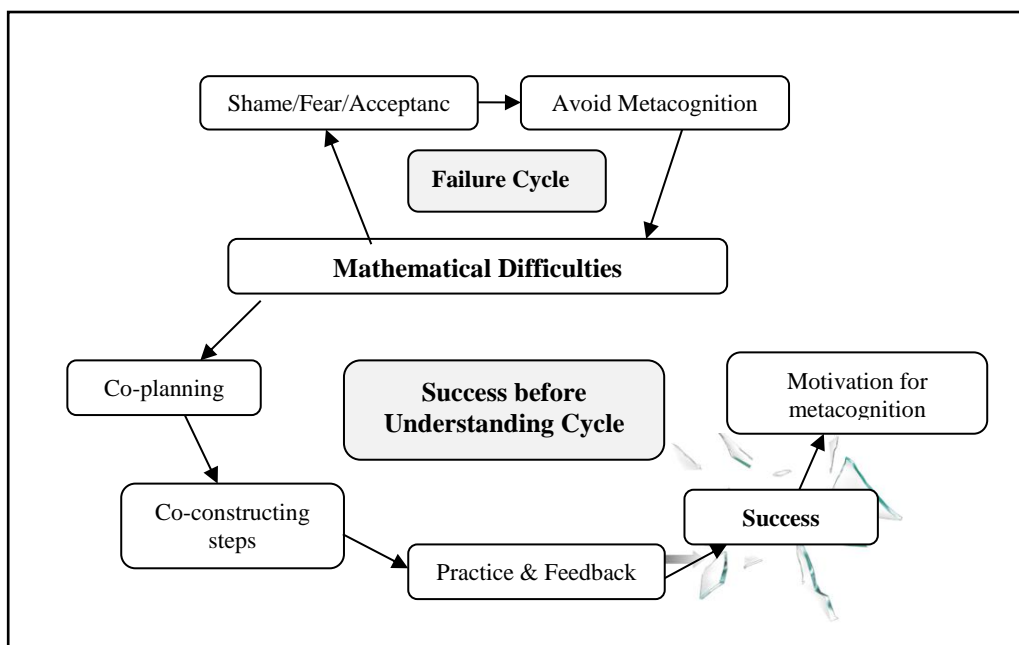 Shame/Fear/Acceptanc
Avoid Metacognition
Failure Cycle
Mathematical Difficulties
Co-planning
Success before
Understanding Cycle
Motivation for
metacognition
Co-constructing
steps
Success
Practice & Feedback